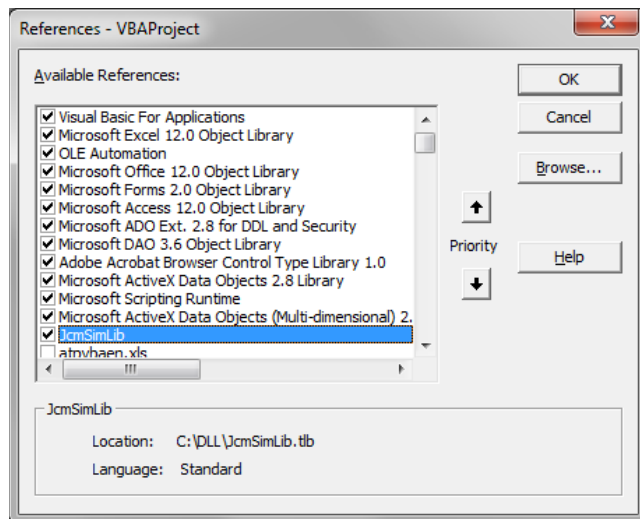 References - VBAProject
Available References:
Visual Basic For Applications
Microsoft Excel 12.0 Object Library
OLE Automation
Microsoft Office 12.0 Object Library
Microsoft Forms 2.0 Object Library
Microsoft Access 12.0 Object Library
Microsoft ADO Ext. 2.8 for DDL and Security
Microsoft DAO 3.6 Object Library
Adobe Acrobat Browser Control Type Library 1.0
Microsoft ActiveX Data Objects 2.8 Library
Microsoft Scripting Runtime
Microsoft ActiveX Data Objects (Multi-dimensional) 2.
JcmSimLib
atpvbaen.xls
OK
Cancel
Browse...
Priority
Help
JcmSimLib
Location: C:\DLL\JcmSimLib.tlb
Language: Standard